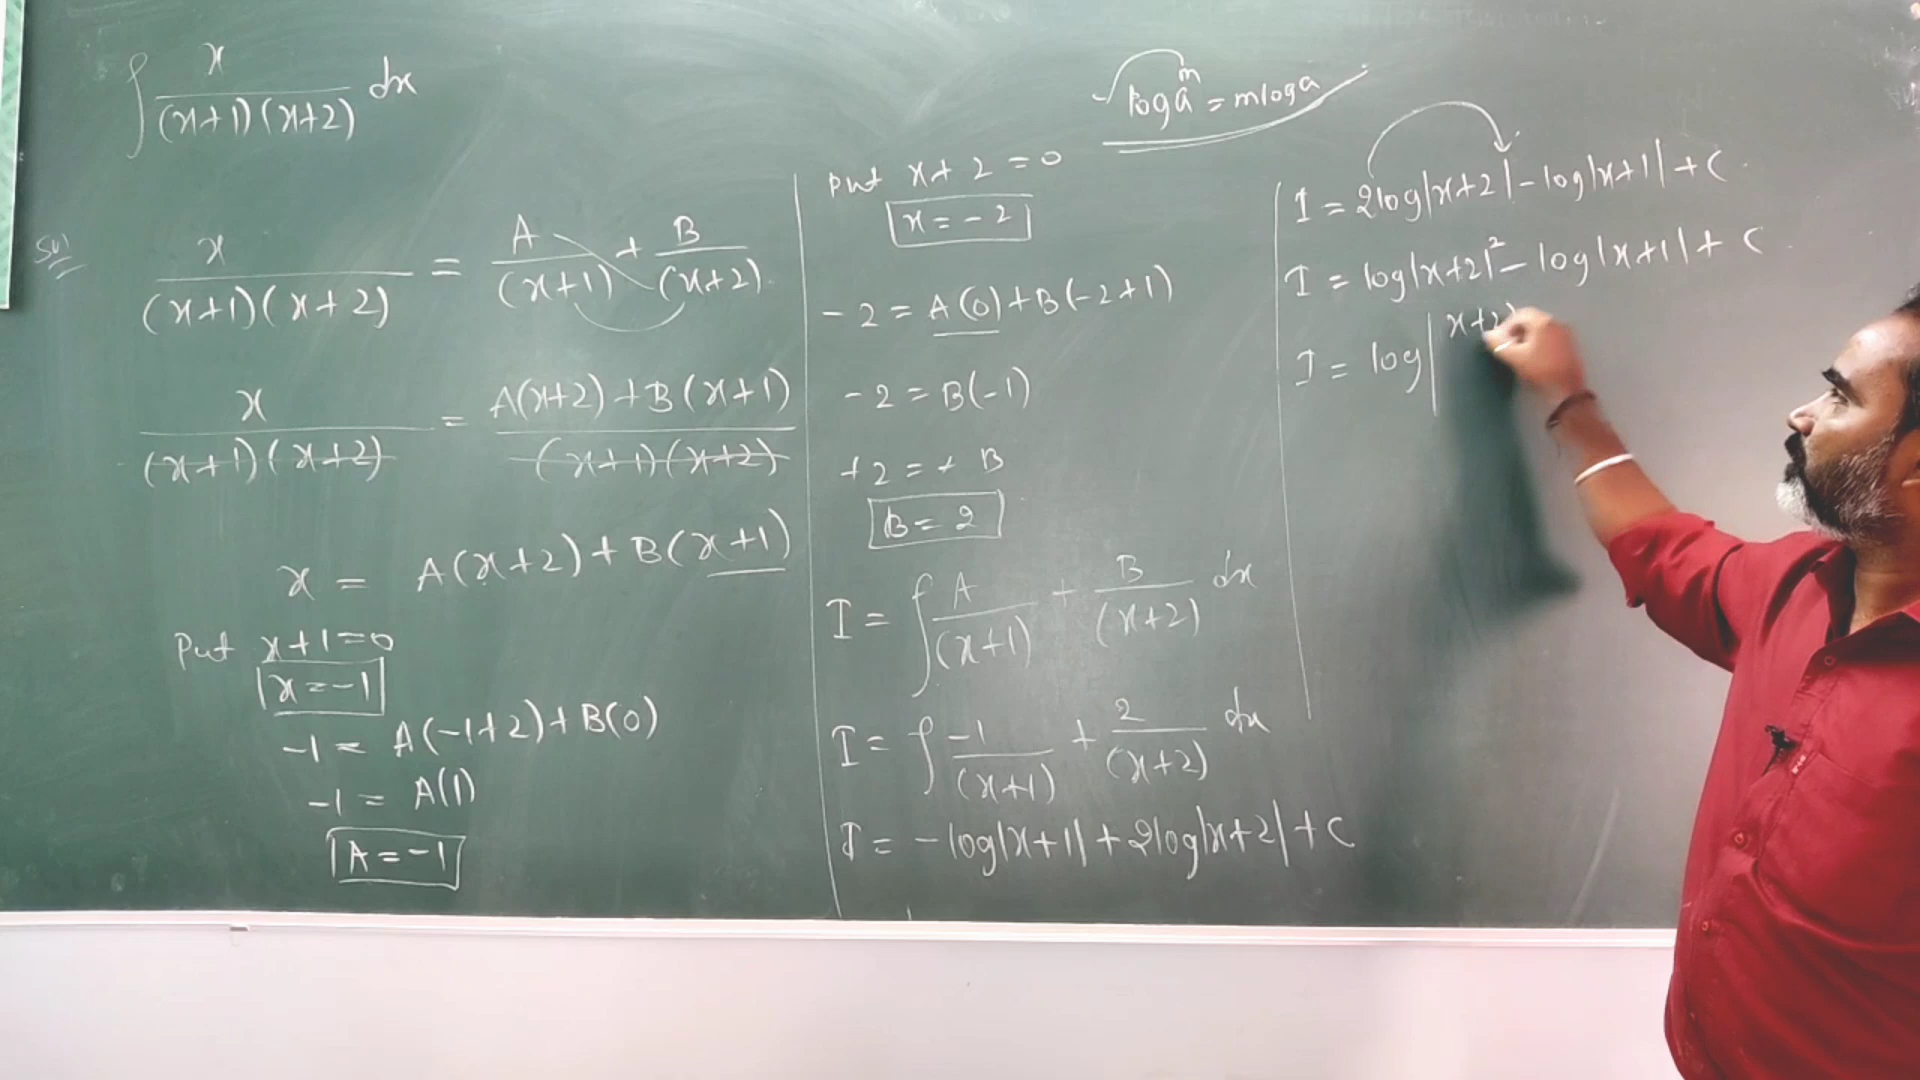 ∫ x / (x+1)(x+2) dx
Sol
x / (x+1)(x+2) = A / (x+1) + B / (x+2)
x / (x+1)(x+2) = A(x+2)+B(x+1) / (x+1)(x+2)
x = A(x+2)+B(x+1)
Put x+1=0
x=-1
-1 = A(-1+2)+B(0)
-1 = A(1)
A=-1
Put x+2=0
x=-2
-2=A(0)+B(-2+1)
-2=B(-1)
+2=+B
B=2
I = ∫ A / (x+1) + B / (x+2) dx
I = ∫ -1 / (x+1) + 2 / (x+2) dx
I = -log|x+1|+2log|x+2|+C
log a^m = mloga
I = 2log|x+2|-log|x+1|+C
I = log|x+2|²-log|x+1|+C
I = log| x+2